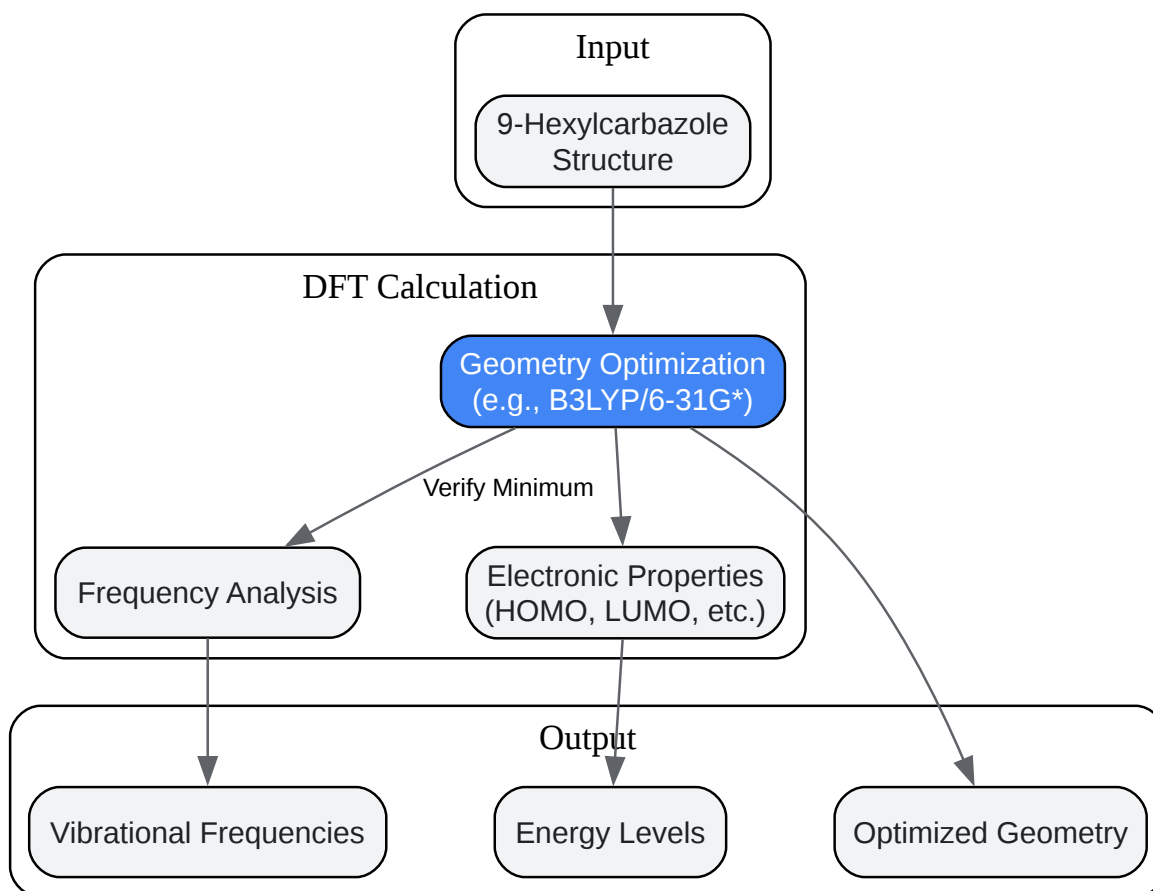 Input
9-Hexylcarbazole
Structure
DFT Calculation
Geometry Optimization
(e.g., B3LYP/6-31G*)
Verify Minimum
Frequency Analysis
Electronic Properties
(HOMO, LUMO, etc.)
Output
Vibrational Frequencies
Energy Levels
Optimized Geometry